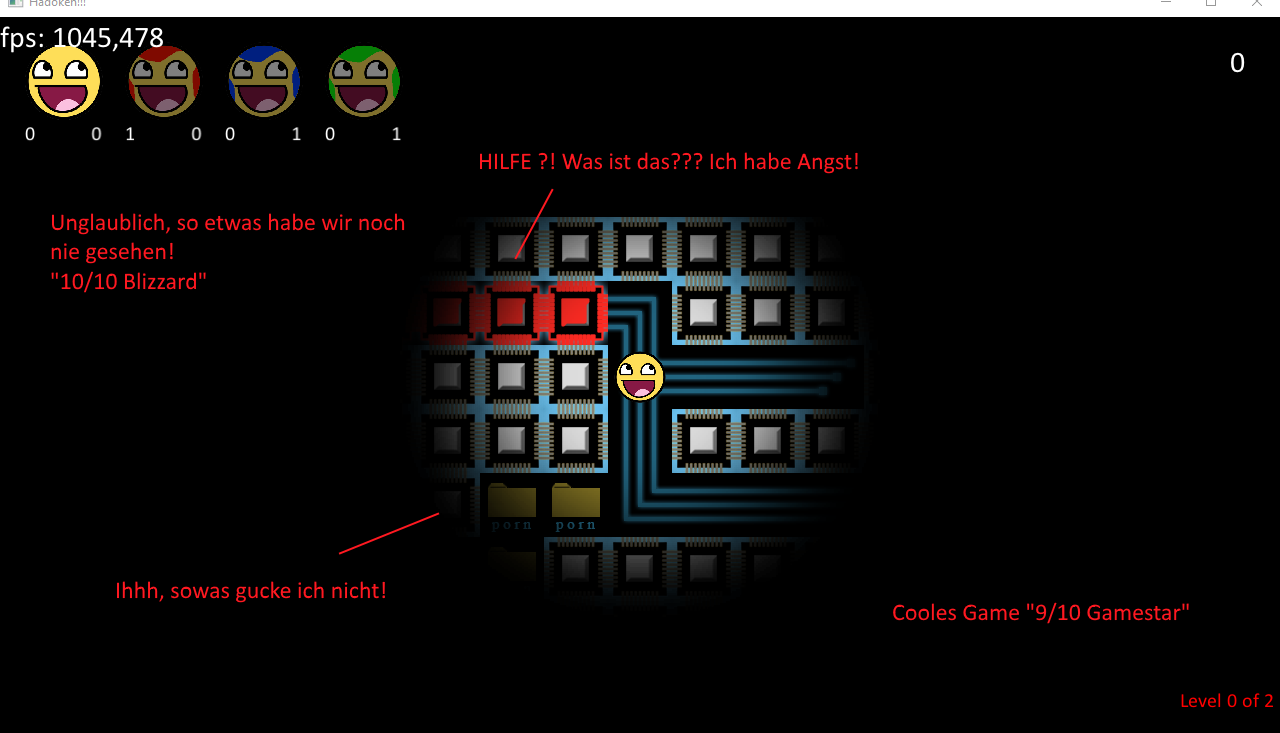 Hadoken!!!
fps: 1045,478
0
0 0 1 0 0 1 0 1
HILFE ?! Was ist das??? Ich habe Angst!
Unglaublich, so etwas habe wir noch
nie gesehen!
"10/10 Blizzard"
porn porn
Ihhh, sowas gucke ich nicht!
Cooles Game "9/10 Gamestar"
Level 0 of 2